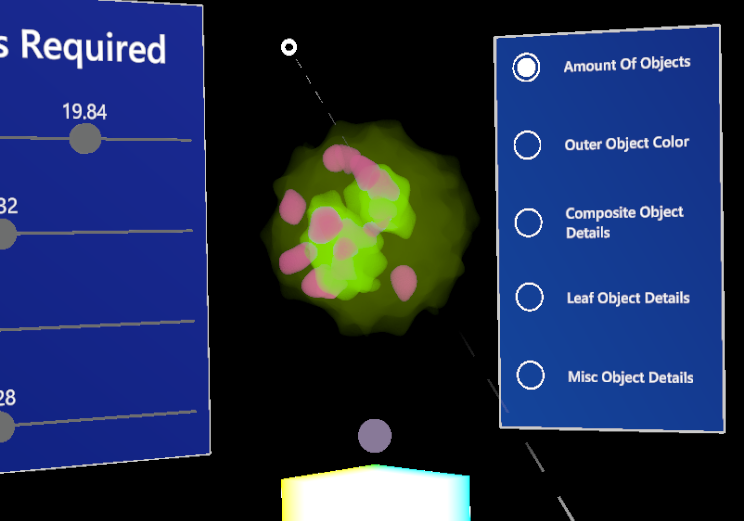 s Required
19.84
32
28
Amount Of Objects
Outer Object Color
Composite Object
Details
Leaf Object Details
Misc Object Details